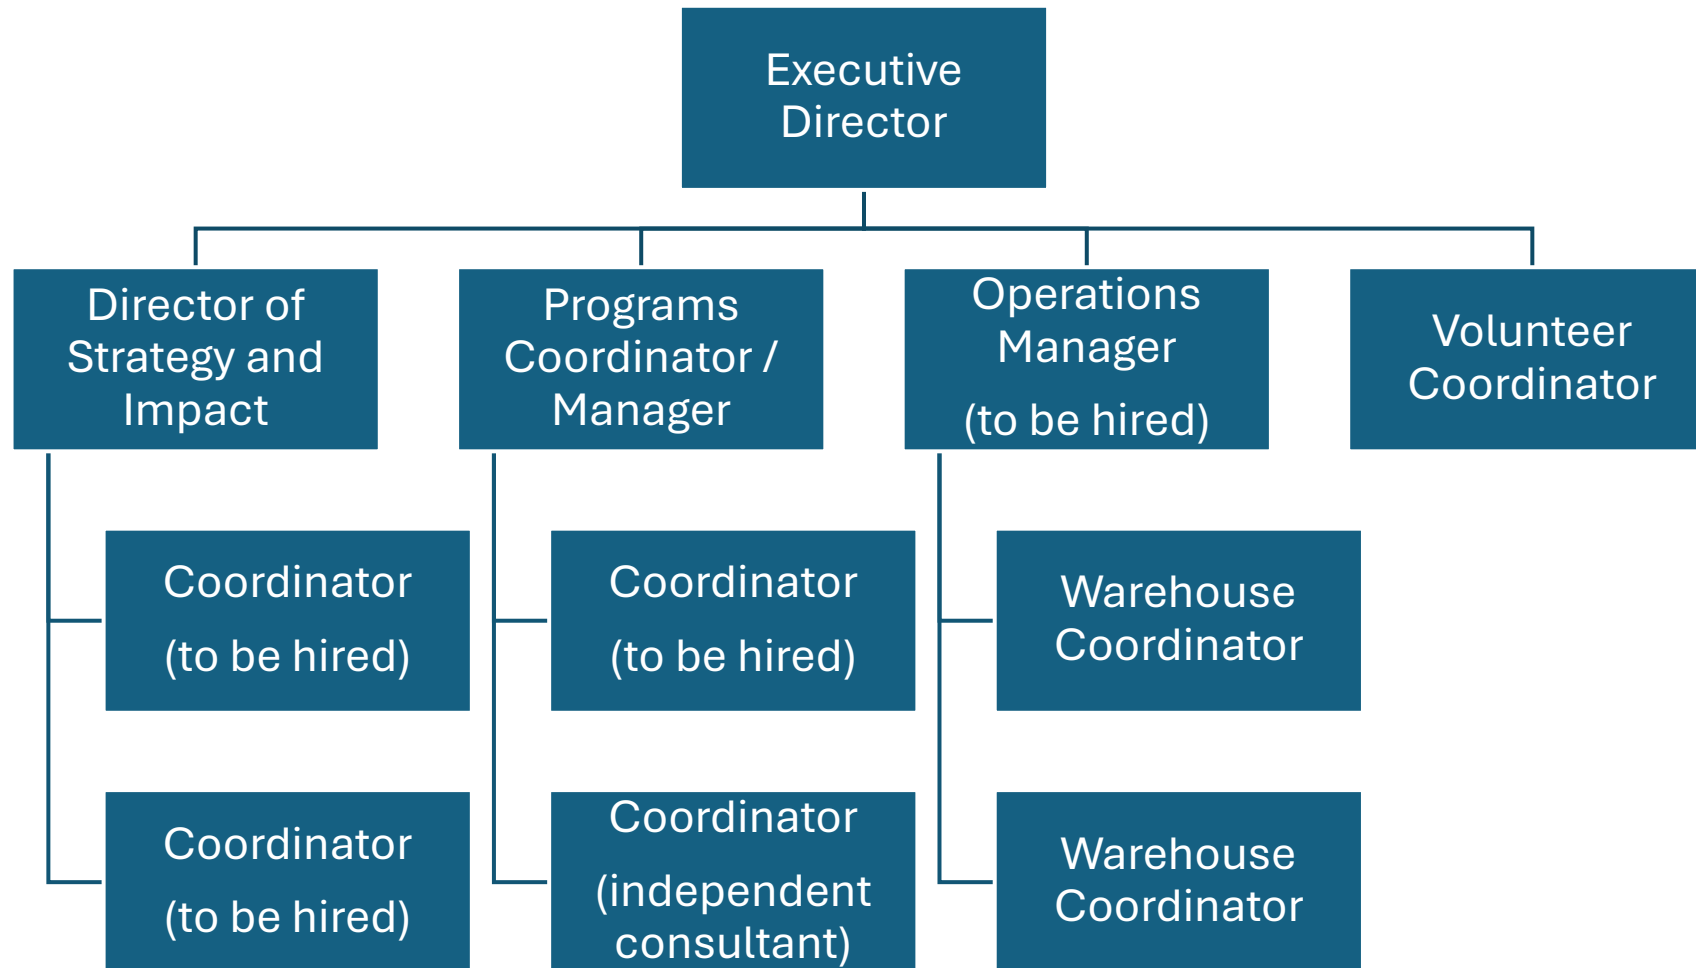 Executive
Director
Director of
Strategy and
Impact
Programs
Coordinator /
Manager
Operations
Manager
(to be hired)
Volunteer
Coordinator
Coordinator
(to be hired)
Coordinator
(to be hired)
Warehouse
Coordinator
Coordinator
(to be hired)
Coordinator
(independent
consultant)
Warehouse
Coordinator